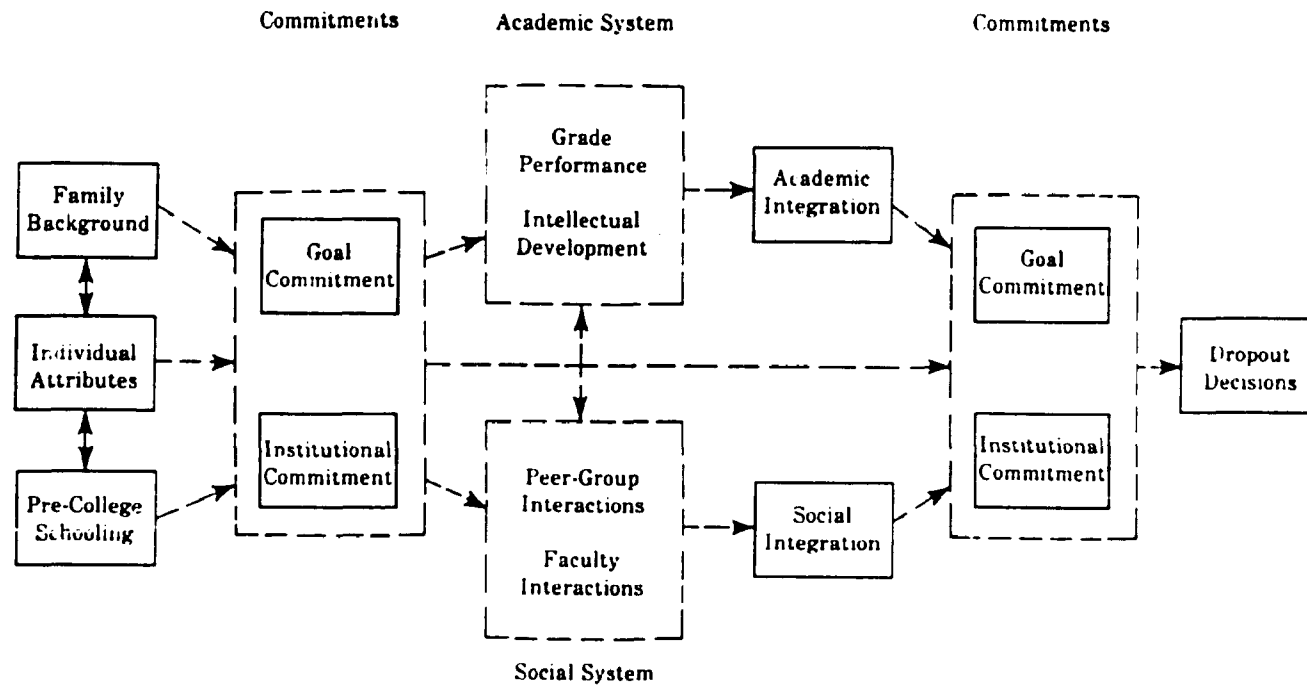 Commitments
Academic System
Commitments
Family
Background
Individual
Attributes
Pre-College
Schooling
Goal
Commitment
Institutional
Commitment
Grade
Performance
Intellectual
Development
Peer-Group
Interactions
Faculty
Interactions
Social System
Academic
Integration
Social
Integration
Goal
Commitment
Institutional
Commitment
Dropout
Decisions